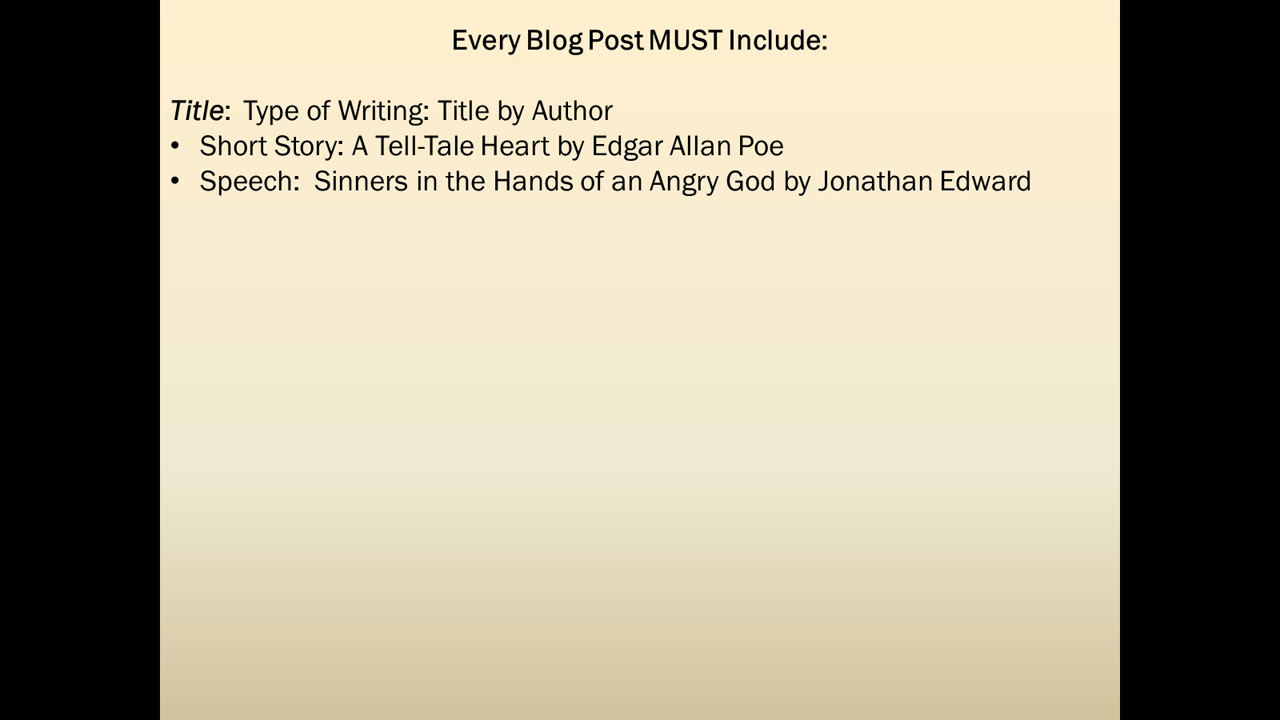 Every Blog Post MUST Include:
Title: Type of Writing: Title by Author
• Short Story: A Tell-Tale Heart by Edgar Allan Poe
• Speech: Sinners in the Hands of an Angry God by Jonathan Edward